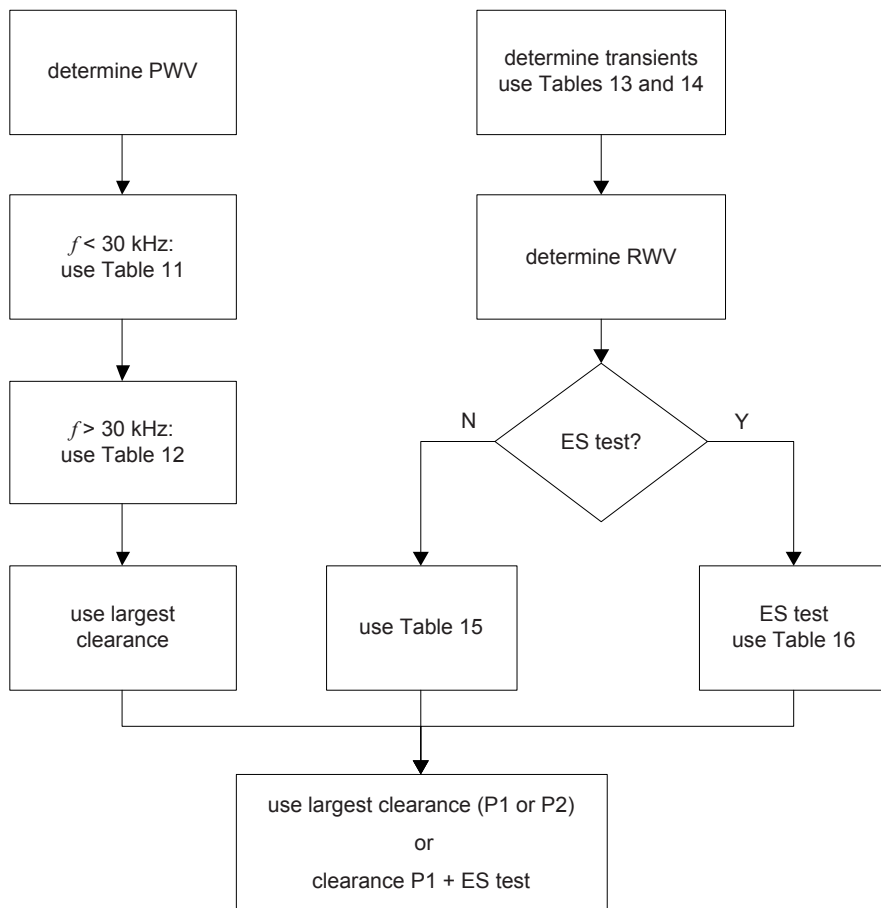 determine PWV
f < 30 kHz:
use Table 11
f > 30 kHz:
use Table 12
use largest
clearance
determine transients
use Tables 13 and 14
determine RWV
ES test?
N
Y
use Table 15
ES test
use Table 16
use largest clearance (P1 or P2)
or
clearance P1 + ES test